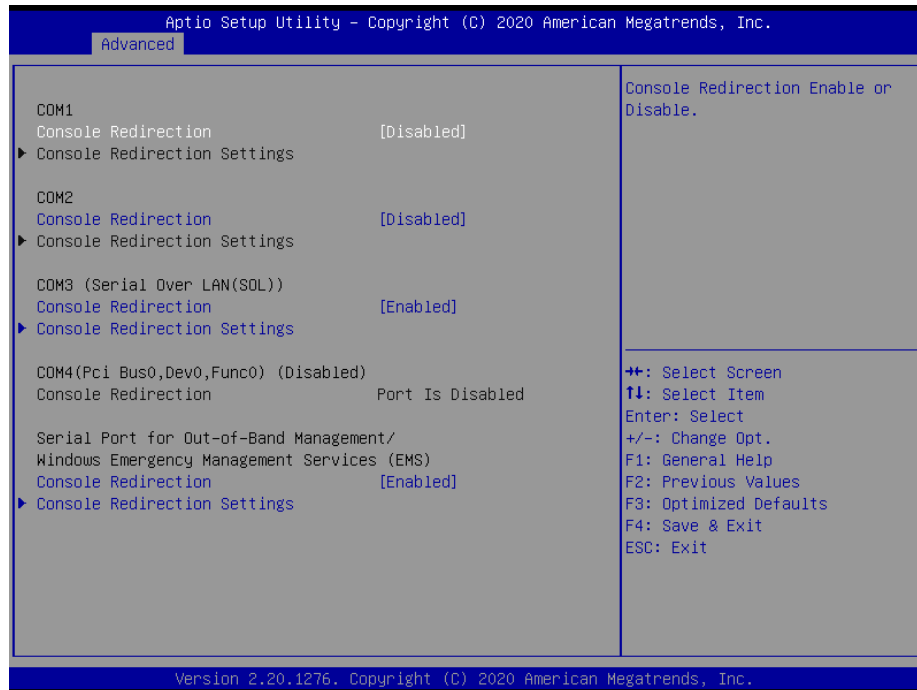 Aptio Setup Utility – Copyright (C) 2020 American Megatrends, Inc.
Advanced
COM1
Console Redirection [Disabled]
▶ Console Redirection Settings
COM2
Console Redirection [Disabled]
▶ Console Redirection Settings
COM3 (Serial Over LAN(SOL))
Console Redirection [Enabled]
▶ Console Redirection Settings
COM4(Pci Bus0,Dev0,Func0) (Disabled)
Console Redirection Port Is Disabled
Serial Port for Out-of-Band Management/
Windows Emergency Management Services (EMS)
Console Redirection [Enabled]
▶ Console Redirection Settings
Console Redirection Enable or
Disable.
→←: Select Screen
↑↓: Select Item
Enter: Select
+/-: Change Opt.
F1: General Help
F2: Previous Values
F3: Optimized Defaults
F4: Save & Exit
ESC: Exit
Version 2.20.1276. Copyright (C) 2020 American Megatrends, Inc.